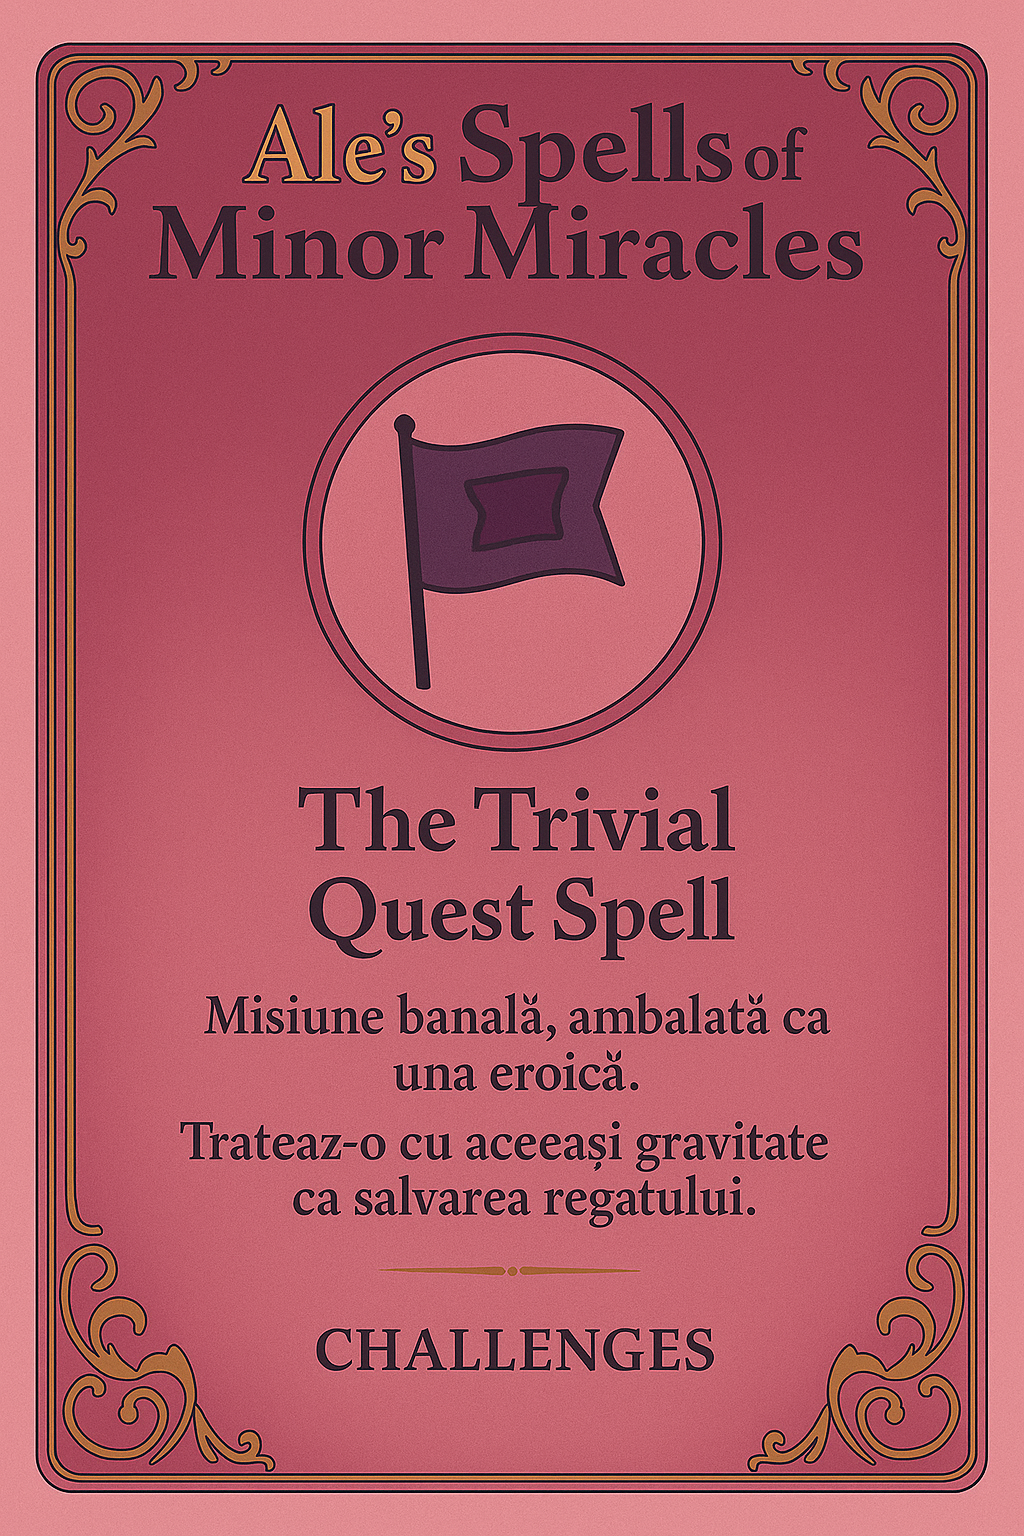 Ale's Spells of
Minor Miracles
The Trivial
Quest Spell
Misiune banală, ambalată ca
una eroică.
Trateaz-o cu aceeași gravitate
ca salvarea regatului.
CHALLENGES